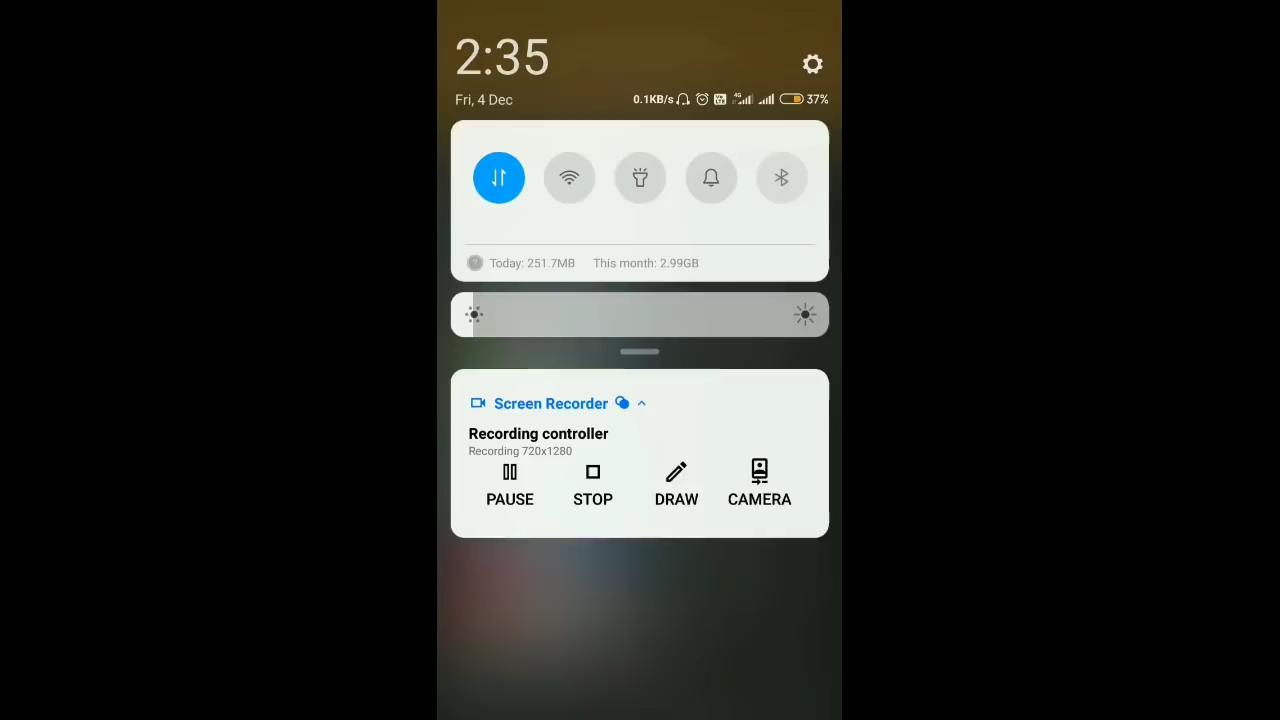 2:35
Fri, 4 Dec
0.1KB/s 4G 37%
Today: 251.7MB This month: 2.99GB
Screen Recorder
Recording controller
Recording 720x1280
PAUSE STOP DRAW CAMERA